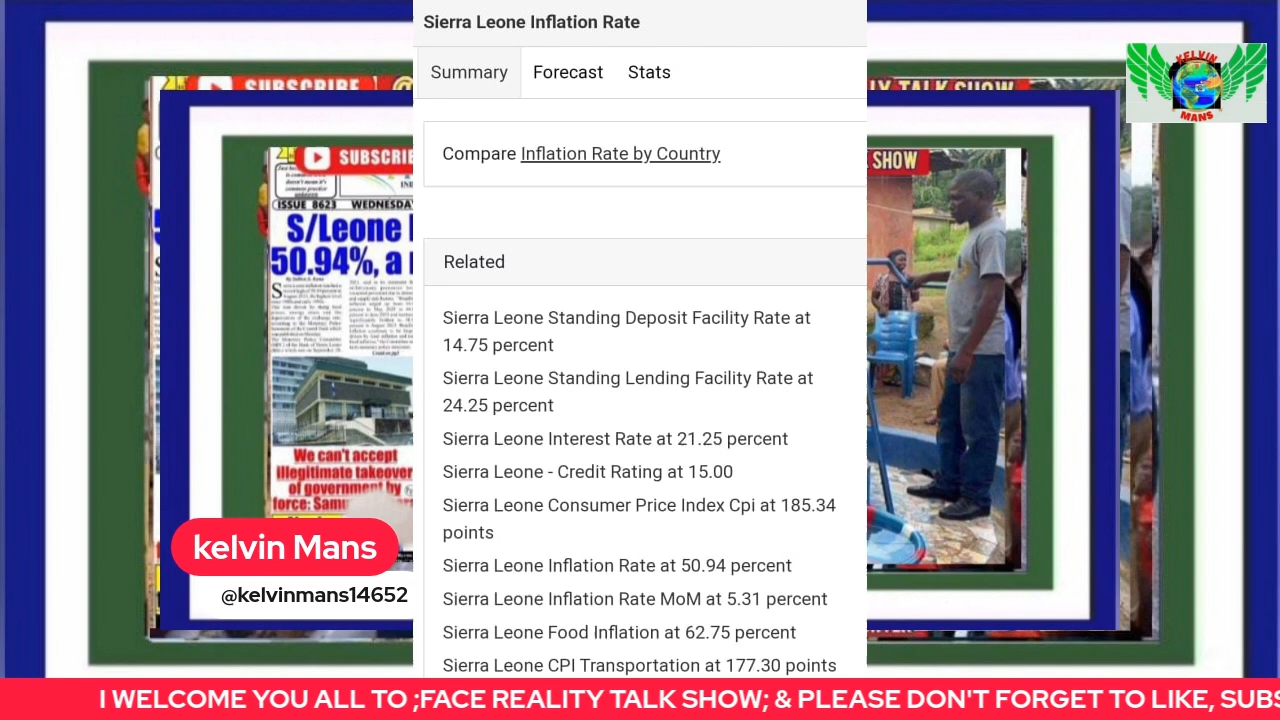 Sierra Leone Inflation Rate
Summary Forecast Stats
Compare Inflation Rate by Country
Related
Sierra Leone Standing Deposit Facility Rate at
14.75 percent
Sierra Leone Standing Lending Facility Rate at
24.25 percent
Sierra Leone Interest Rate at 21.25 percent
Sierra Leone - Credit Rating at 15.00
Sierra Leone Consumer Price Index Cpi at 185.34
points
Sierra Leone Inflation Rate at 50.94 percent
Sierra Leone Inflation Rate MoM at 5.31 percent
Sierra Leone Food Inflation at 62.75 percent
Sierra Leone CPI Transportation at 177.30 points
KELVIN
MANS
SUBSCRIBE
LY TALK SHOW
SUBSCRIBE
SHOW
ISSUE 8623 WEDNESDAY
S/Leone
50.94%, a
We can't accept
illegitimate takeover
of government by
force: Samu
kelvin Mans
@kelvinmans14652
I WELCOME YOU ALL TO ;FACE REALITY TALK SHOW; & PLEASE DON'T FORGET TO LIKE, SUBS